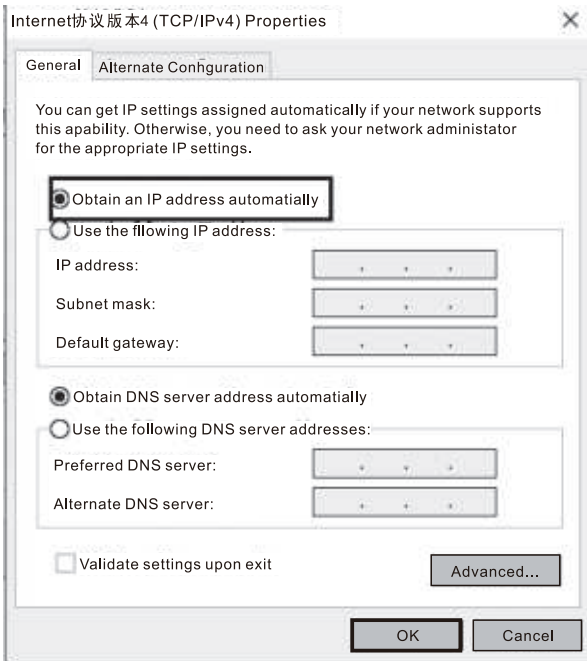 Internet协议版本4 (TCP/IPv4) Properties
General
Alternate Conhguration
You can get IP settings assigned automatically if your network supports
this apability. Otherwise, you need to ask your network administator
for the appropriate IP settings.
Obtain an IP address automatially
Use the fllowing IP address:
IP address:
Subnet mask:
Default gateway:
Obtain DNS server address automatially
Use the following DNS server addresses:
Preferred DNS server:
Alternate DNS server:
Validate settings upon exit
Advanced...
OK
Cancel